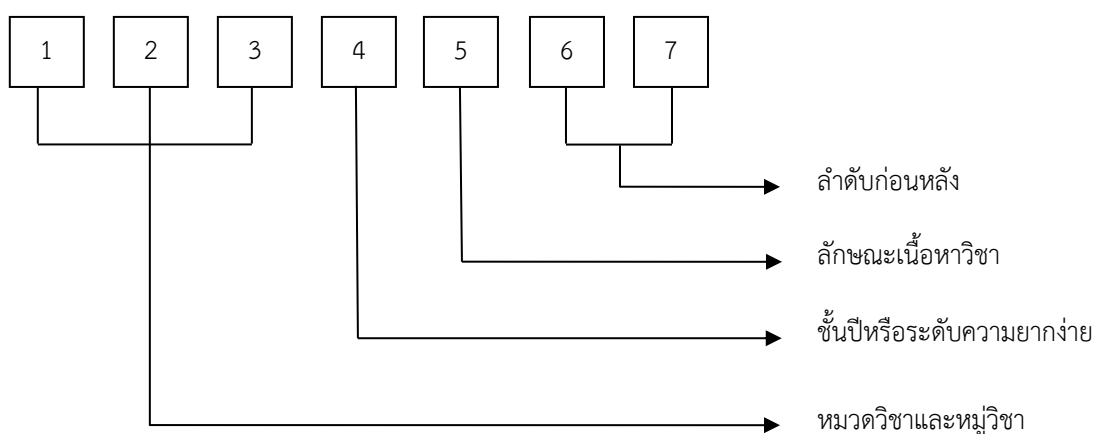 1 2 3 4 5 6 7
ลำดับก่อนหลัง
ลักษณะเนื้อหาวิชา
ชั้นปีหรือระดับความยากง่าย
หมวดวิชาและหมู่วิชา